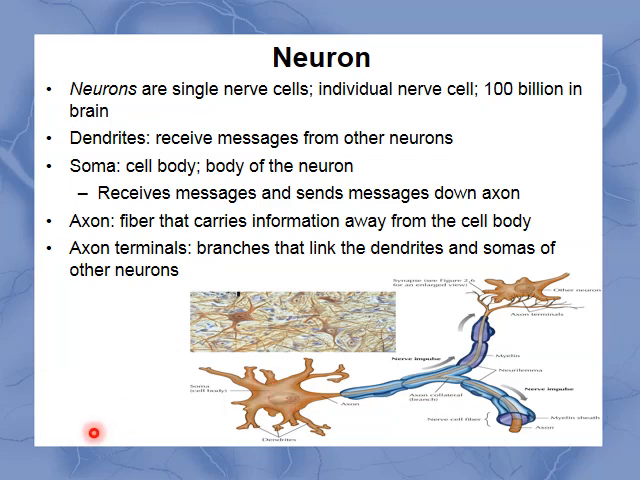 Neuron
• Neurons are single nerve cells; individual nerve cell; 100 billion in
brain
• Dendrites: receive messages from other neurons
• Soma: cell body; body of the neuron
– Receives messages and sends messages down axon
• Axon: fiber that carries information away from the cell body
• Axon terminals: branches that link the dendrites and somas of
other neurons
Synapse (see Figure 2.6
for an enlarged view)
Other neuron
Axon terminals
Myelin
Nerve impulse
Neurilemma
Soma
(cell body)
Nerve impulse
Axon collateral
(branch)
Axon
Nerve cell fiber
Myelin sheath
Axon
Dendrites